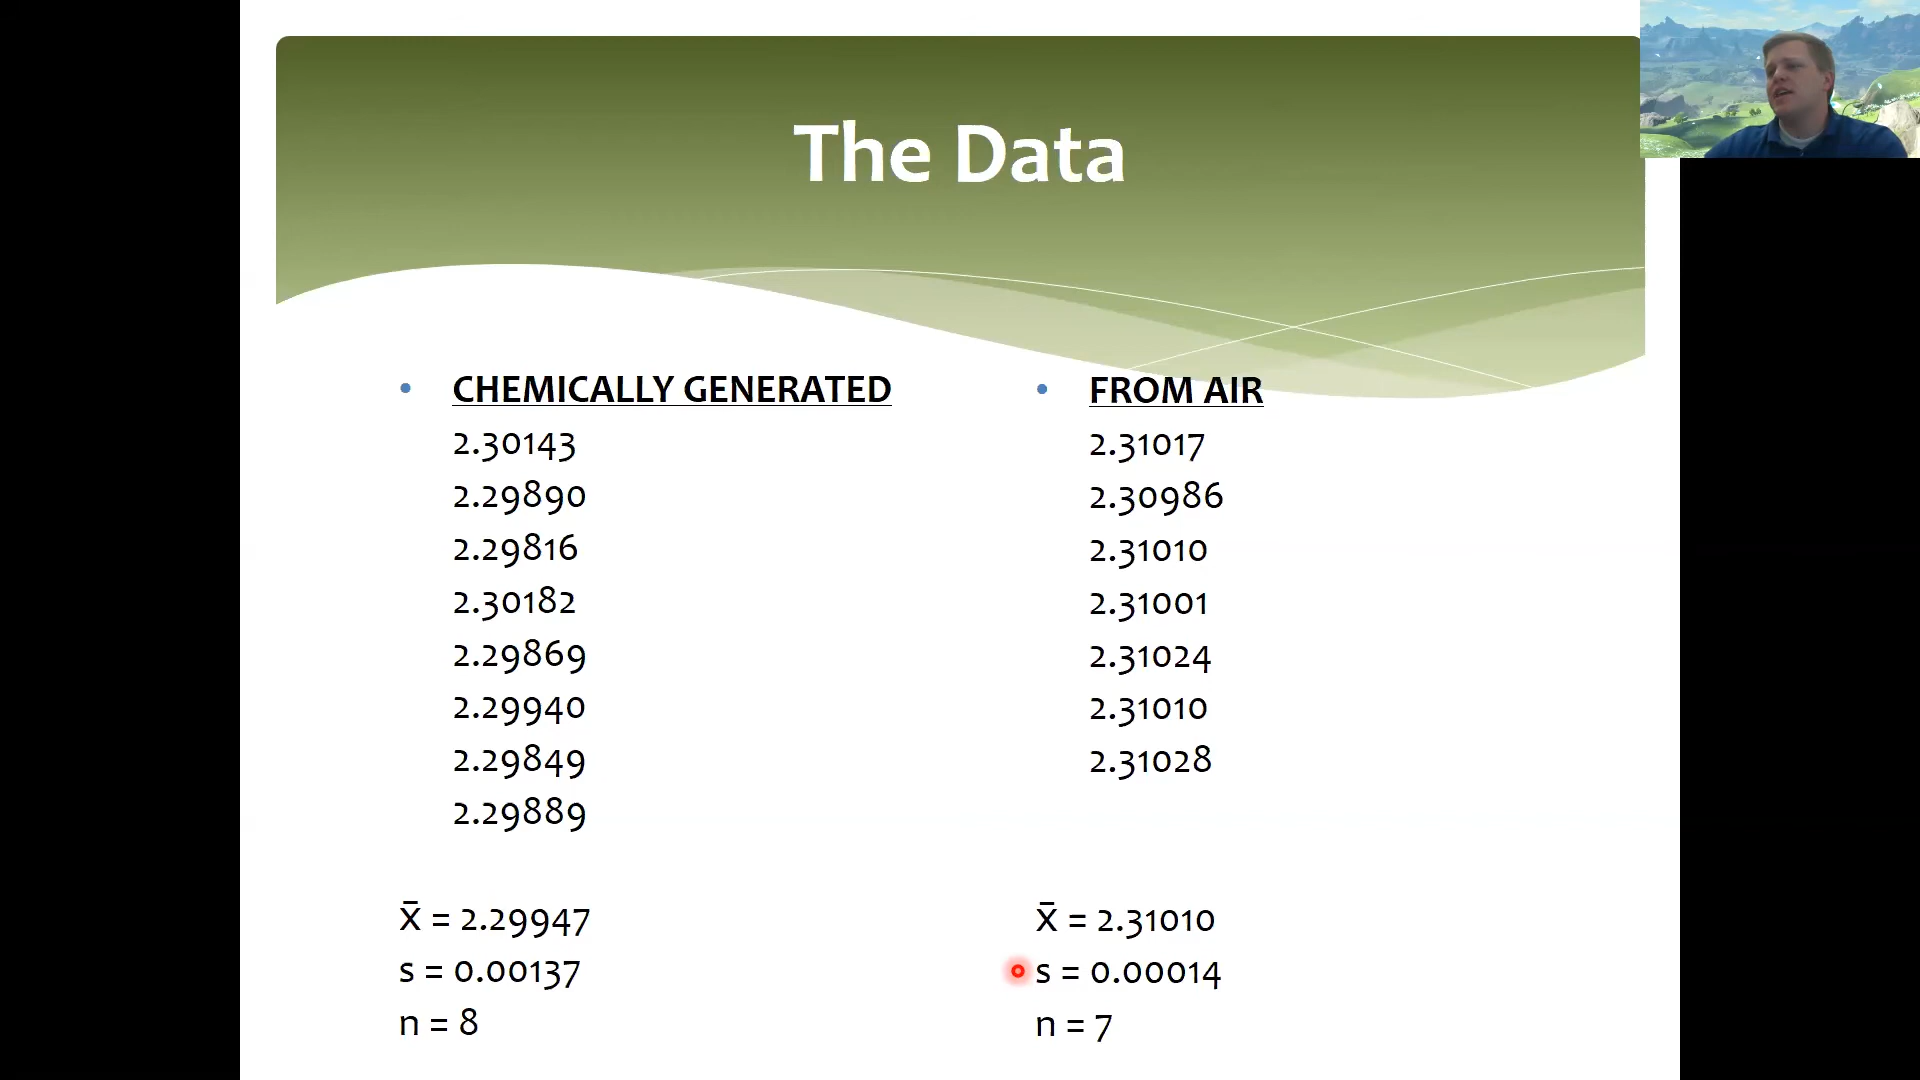 The Data
• CHEMICALLY GENERATED
2.30143
2.29890
2.29816
2.30182
2.29869
2.29940
2.29849
2.29889
x̄ = 2.29947
s = 0.00137
n = 8
• FROM AIR
2.31017
2.30986
2.31010
2.31001
2.31024
2.31010
2.31028
x̄ = 2.31010
s = 0.00014
n = 7